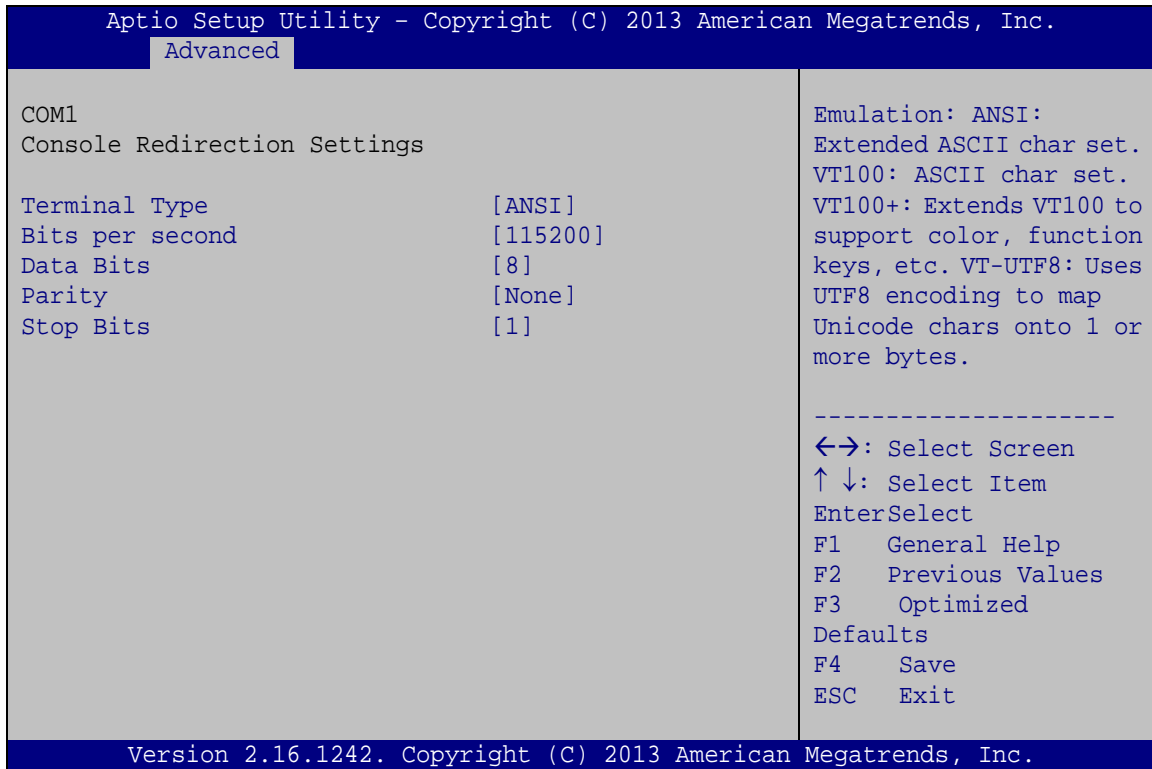 Aptio Setup Utility – Copyright (C) 2013 American Megatrends, Inc.
Advanced
COM1
Console Redirection Settings
Terminal Type [ANSI]
Bits per second [115200]
Data Bits [8]
Parity [None]
Stop Bits [1]
Emulation: ANSI:
Extended ASCII char set.
VT100: ASCII char set.
VT100+: Extends VT100 to
support color, function
keys, etc. VT-UTF8: Uses
UTF8 encoding to map
Unicode chars onto 1 or
more bytes.
---------------------
←→: Select Screen
↑ ↓: Select Item
EnterSelect
F1 General Help
F2 Previous Values
F3 Optimized
Defaults
F4 Save
ESC Exit
Version 2.16.1242. Copyright (C) 2013 American Megatrends, Inc.